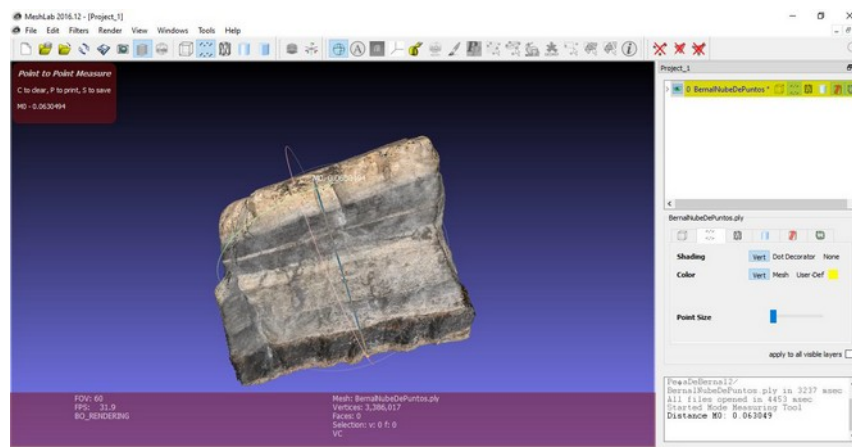 MeshLab 2016.12 - [Project_1]
File Edit Filters Render View Windows Tools Help
Point to Point Measure
C to clear, P to print, S to save
M0 - 0.0630494
M0: 0.0630494
Project_1
0 BernalNubeDePuntos *
BernalNubeDePuntos.ply
Shading Vert Dot Decorator None
Color Vert Mesh User-Def
Point Size
apply to all visible layers
BernalNubeDePuntos.ply in 3237 msec
All files opened in 4453 msec
Started Mode Measuring Tool
Distance M0: 0.063049
FOV: 60
FPS: 31.9
BO_RENDERING
Mesh: BernalNubeDePuntos.ply
Vertices: 3,386,017
Faces: 0
Selection: v: 0 f: 0
VC